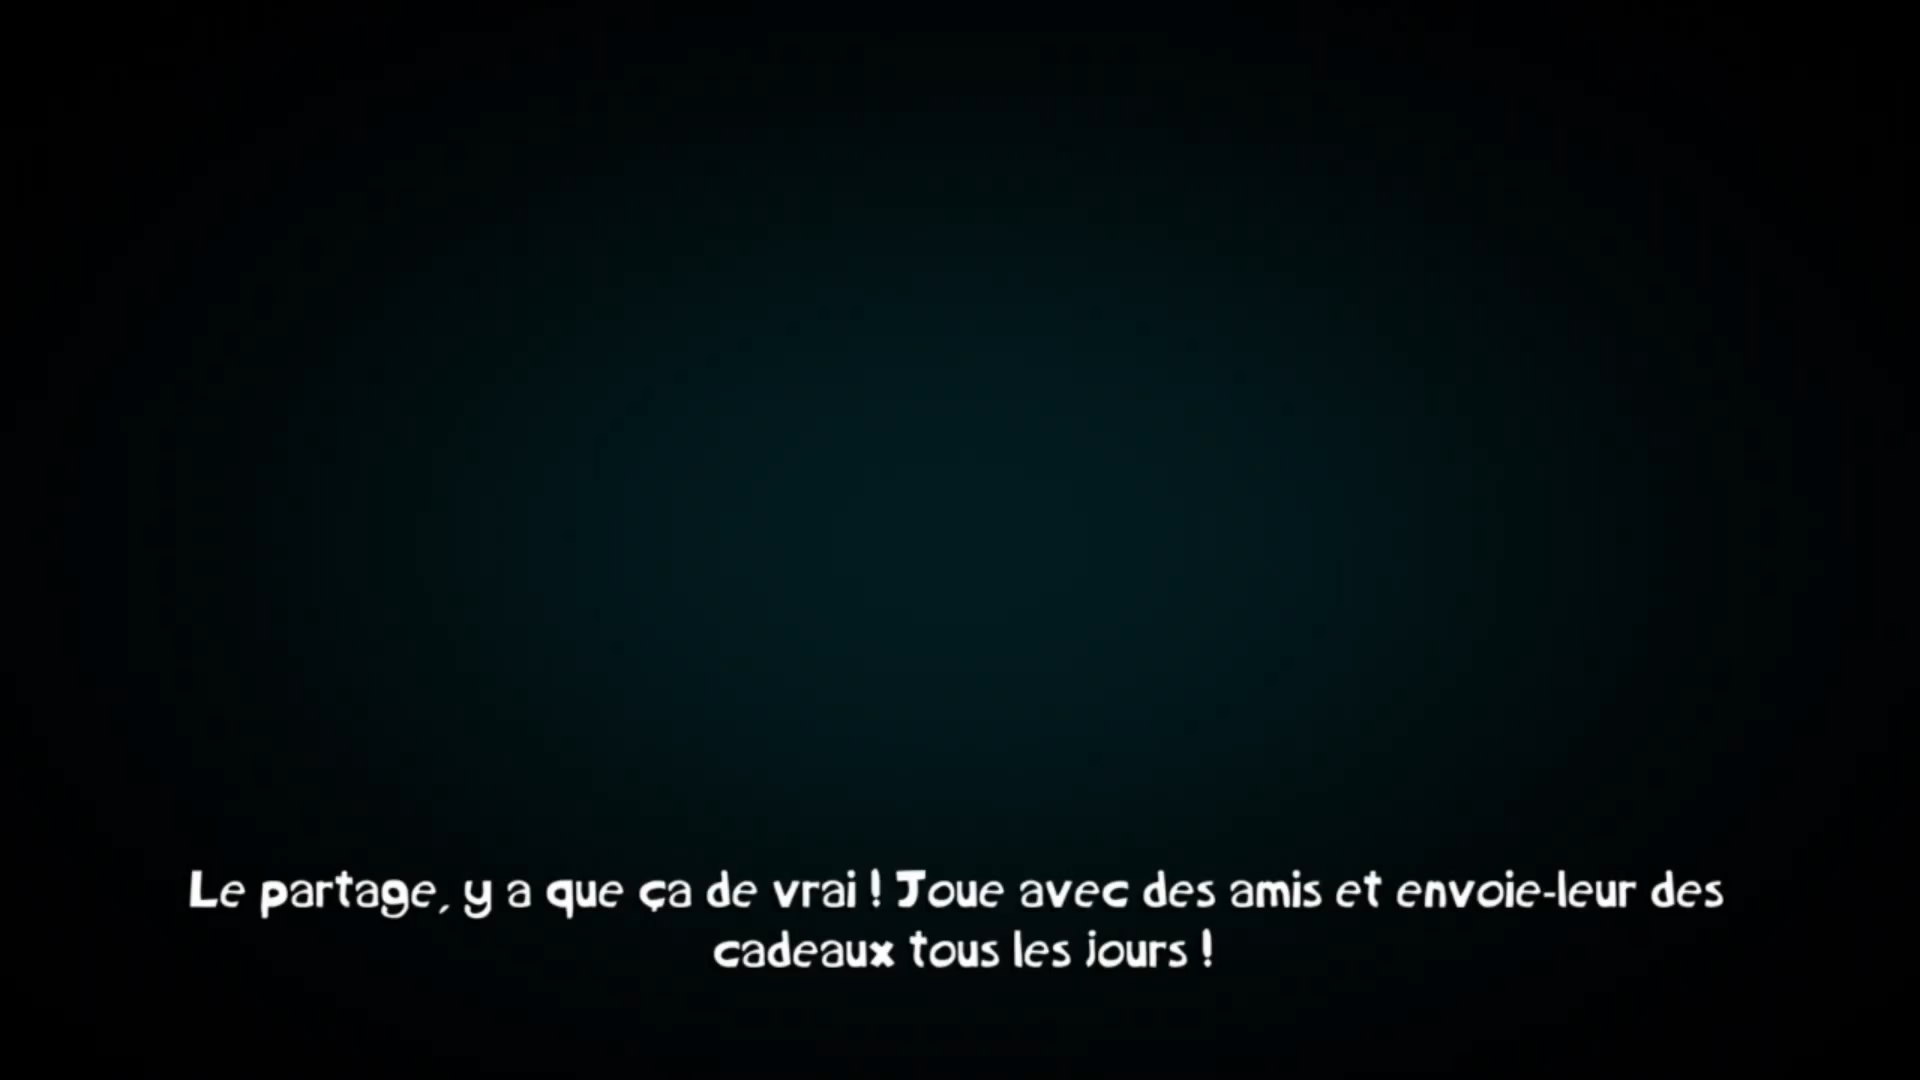 Le partage, y a que ça de vrai ! Joue avec des amis et envoie-leur des
cadeaux tous les jours !